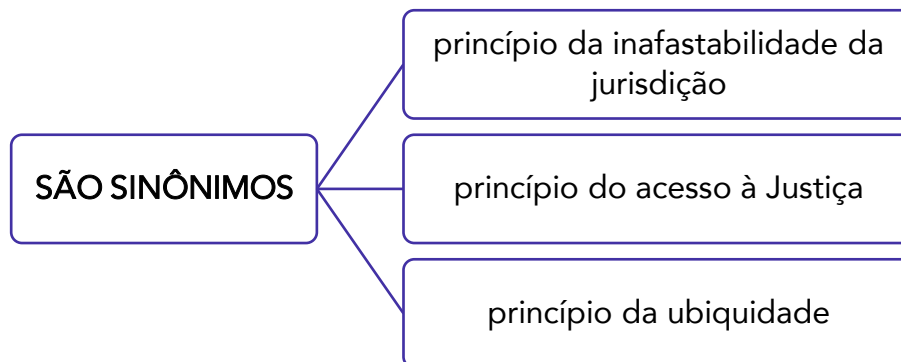 SÃO SINÔNIMOS
princípio da inafastabilidade da
jurisdição
princípio do acesso à Justiça
princípio da ubiquidade